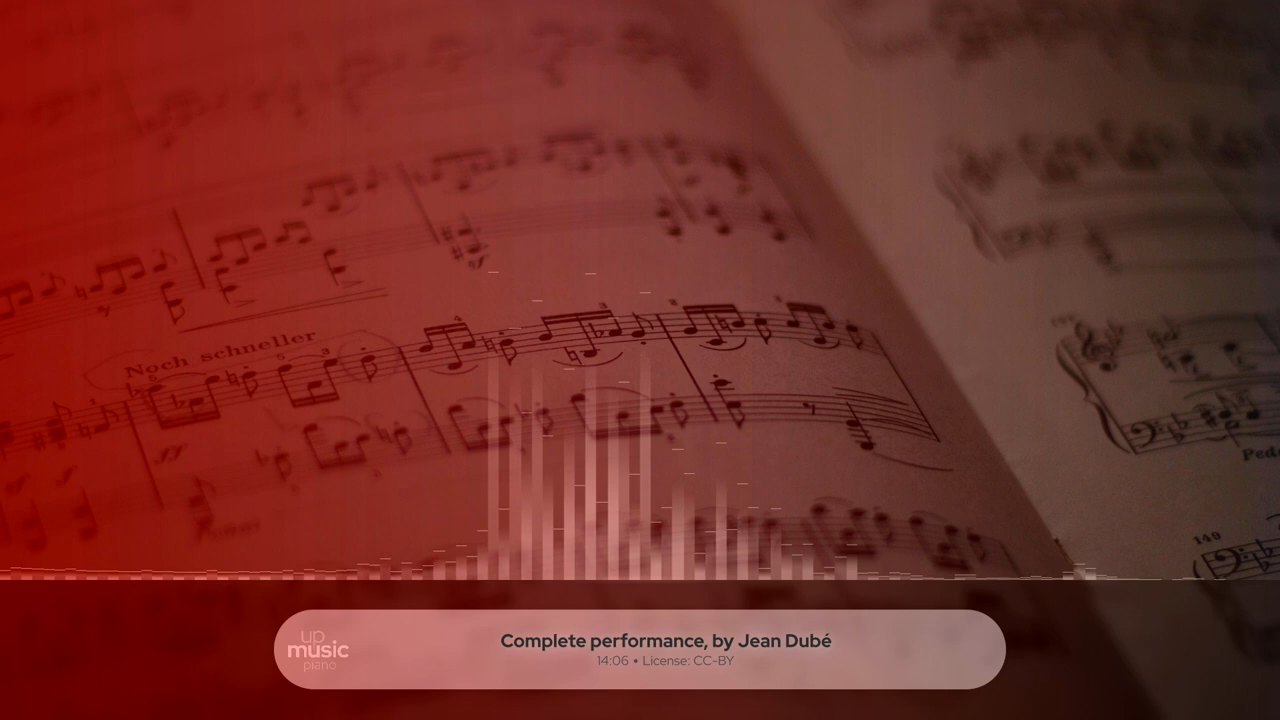 Noch schneller
Ped
149
up
music
piano
Complete performance, by Jean Dubé
14:06 • License: CC-BY